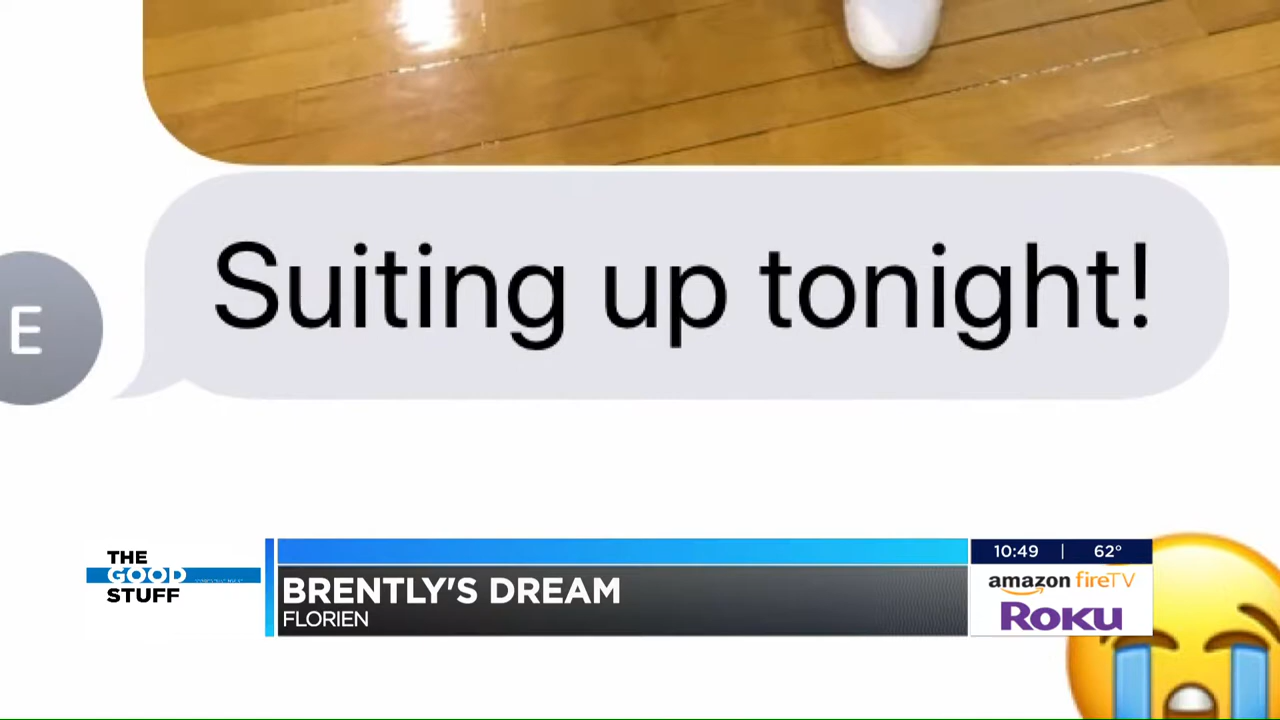 Suiting up tonight!
E
THE
GOOD
STUFF
BRENTLY'S DREAM
FLORIEN
10:49 | 62°
amazon fireTV
ROKU